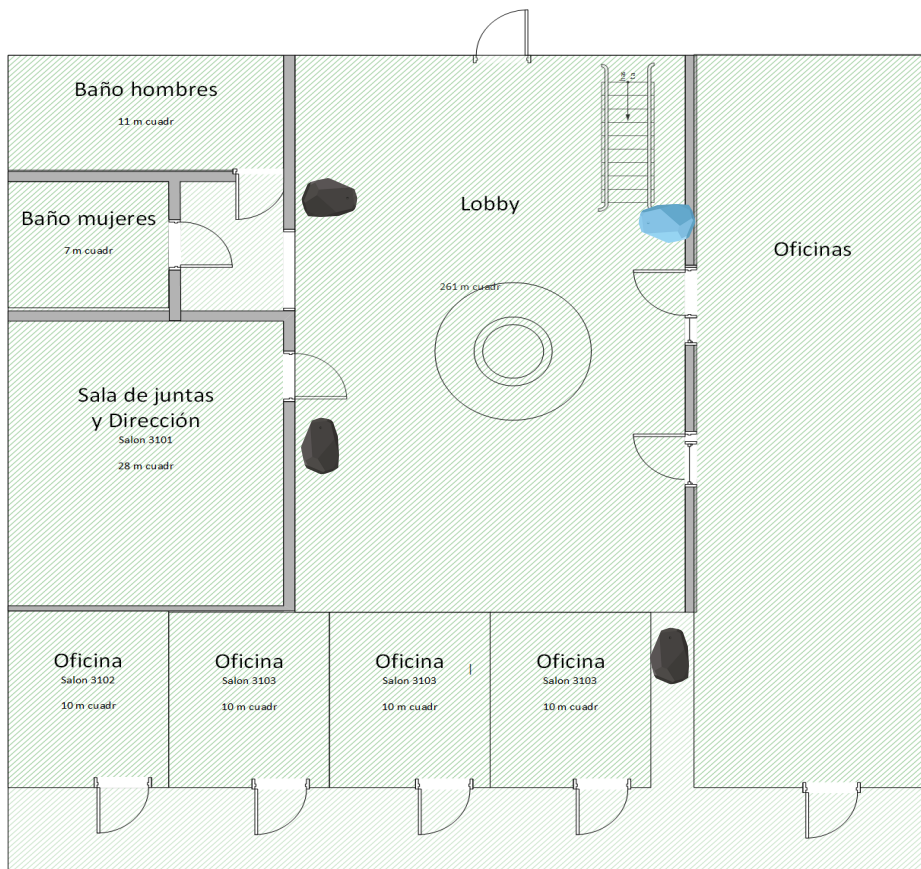 Baño hombres
11 m cuadr
Baño mujeres
7 m cuadr
Lobby
261 m cuadr
has
ta
Oficinas
Sala de juntas
y Dirección
Salon 3101
28 m cuadr
Oficina
Salon 3102
10 m cuadr
Oficina
Salon 3103
10 m cuadr
Oficina
Salon 3103
10 m cuadr
Oficina
Salon 3103
10 m cuadr